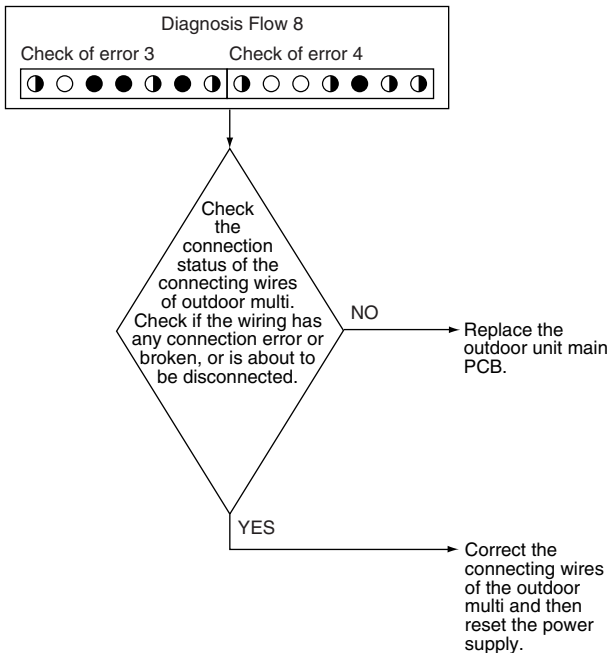 Diagnosis Flow 8
Check of error 3
Check of error 4
Check
the
connection
status of the
connecting wires
of outdoor multi.
Check if the wiring has
any connection error or
broken, or is about to
be disconnected.
NO
Replace the
outdoor unit main
PCB.
YES
Correct the
connecting wires
of the outdoor
multi and then
reset the power
supply.